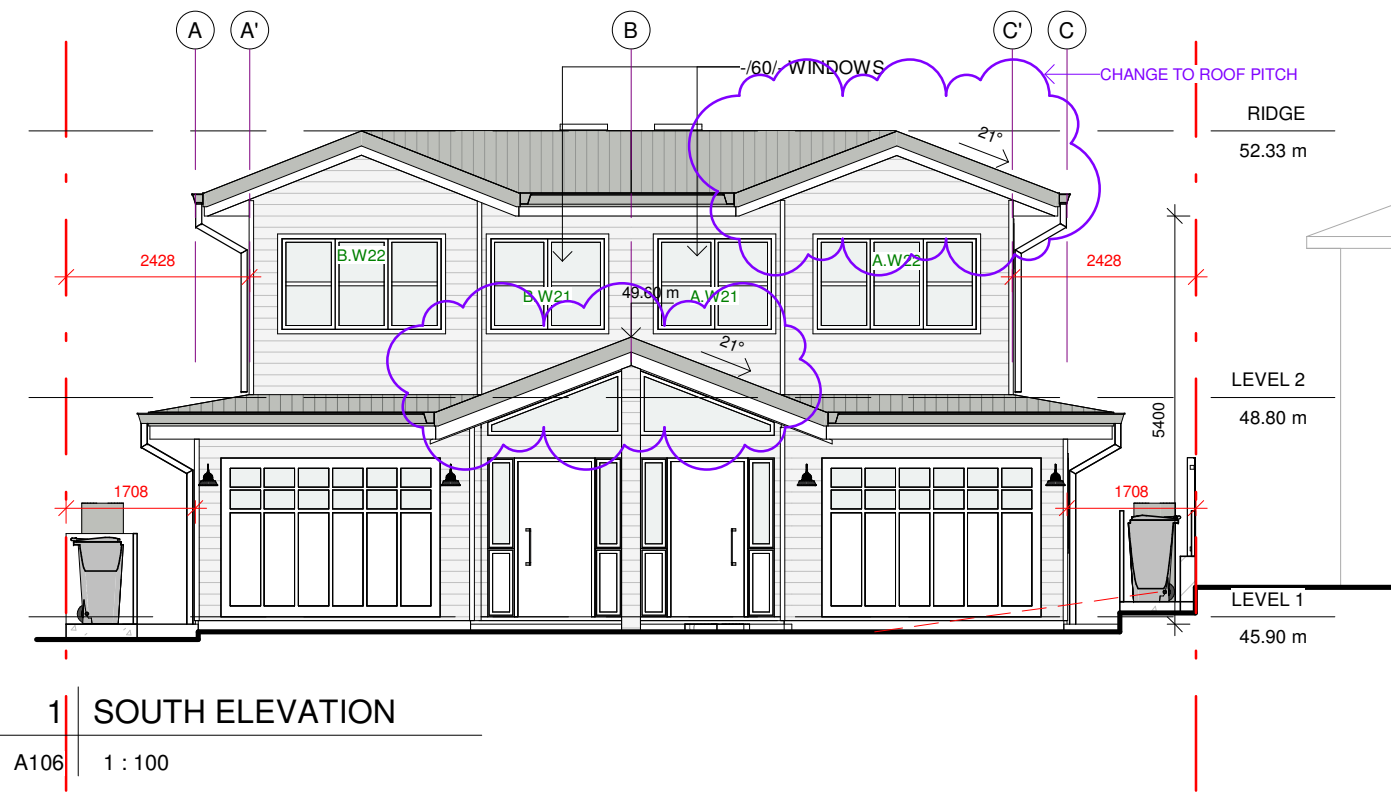 A
A'
B
C'
C
-/60/- WINDOWS
CHANGE TO ROOF PITCH
RIDGE
52.33 m
21°
2428
B.W22
A.W22
2428
B.W21
49.60 m
A.W21
21°
LEVEL 2
48.80 m
5400
1708
1708
LEVEL 1
45.90 m
1
SOUTH ELEVATION
A106
1 : 100